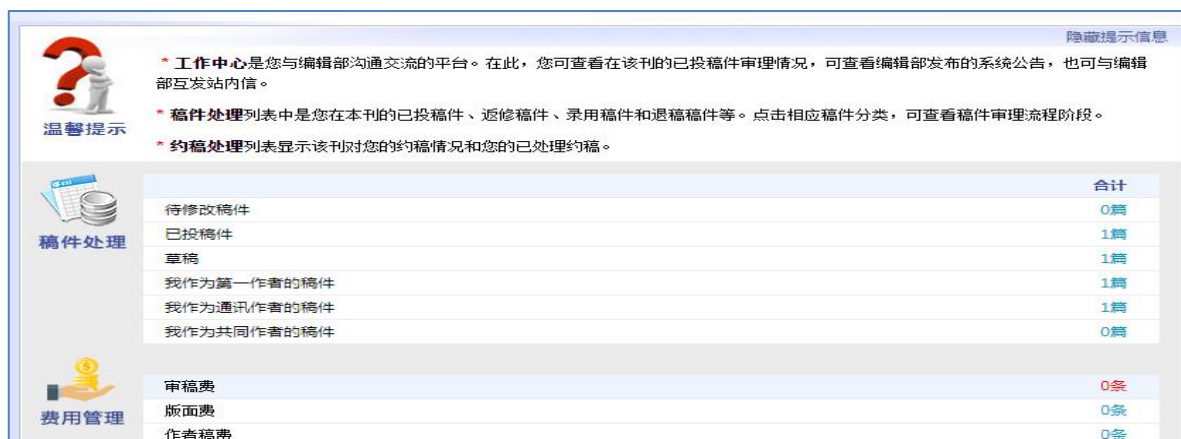 隐藏提示信息
* 工作中心是您与编辑部沟通交流的平台。在此，您可查看在该刊的已投稿件审理情况，可查看编辑部发布的系统公告，也可与编辑
部互发站内信。
* 稿件处理列表中是您在本刊的已投稿件、返修稿件、录用稿件和退稿稿件等。点击相应稿件分类，可查看稿件审理流程阶段。
温馨提示
* 约稿处理列表显示该刊对您的约稿情况和您的已处理约稿。
合计
待修改稿件 0篇
已投稿件 1篇
稿件处理
草稿 1篇
我作为第一作者的稿件 1篇
我作为通讯作者的稿件 1篇
我作为共同作者的稿件 0篇
审稿费 0条
版面费 0条
费用管理
作者稿费 0条